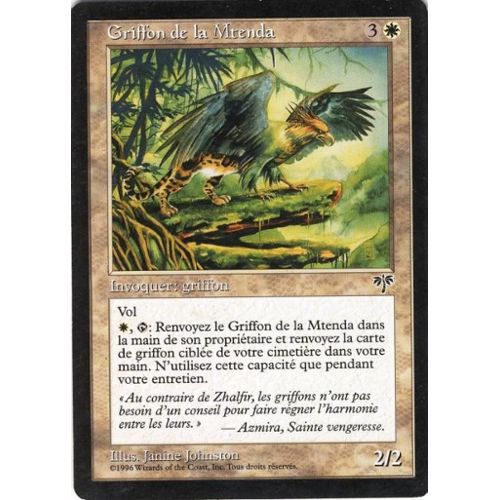 Griffon de la Mtenda 3
Invoquer : griffon
Vol
, : Renvoyez le Griffon de la Mtenda dans
la main de son propriétaire et renvoyez la carte
de griffon ciblée de votre cimetière dans votre
main. N'utilisez cette capacité que pendant
votre entretien.
«Au contraire de Zhalfir, les griffons n'ont pas
besoin d'un conseil pour faire régner l'harmonie
entre les leurs. »
— Azmira, Sainte vengeresse.
Illus. Janine Johnston
©1996 Wizards of the Coast, Inc. Tous droits réservés.
2/2